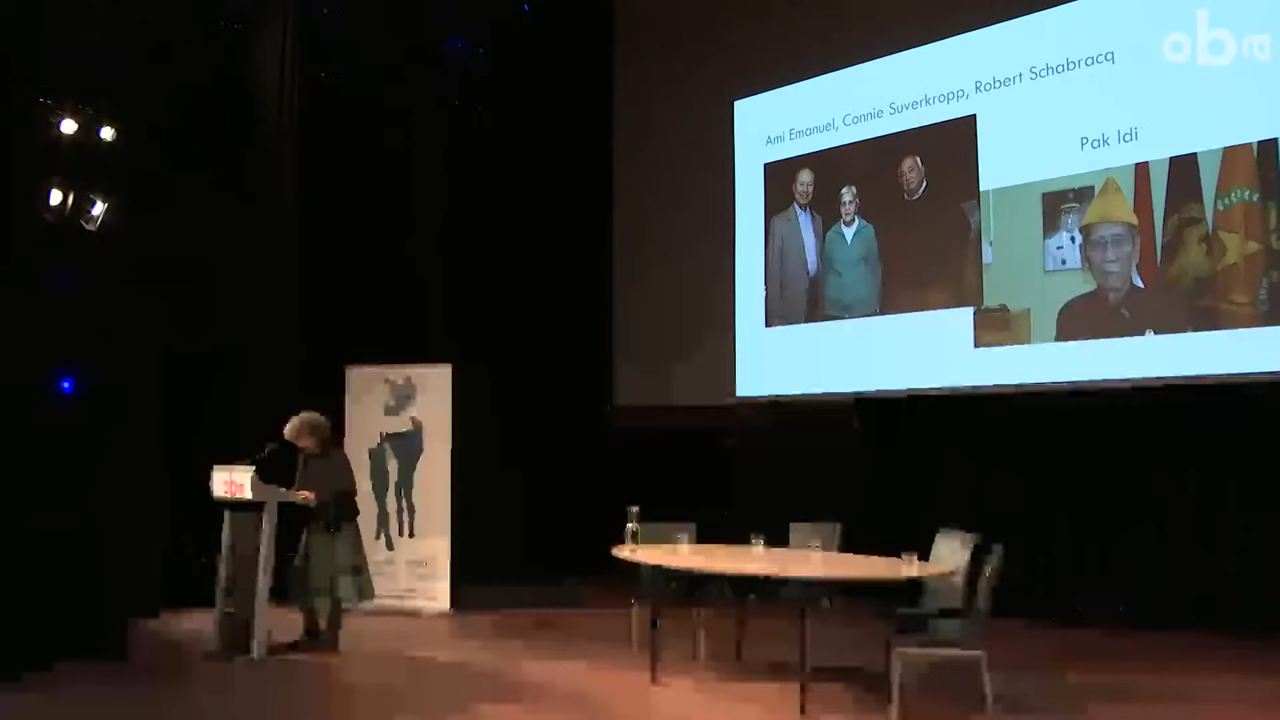 oba
Ami Emanuel, Connie Suverkropp, Robert Schabracq
Pak Idi
oba